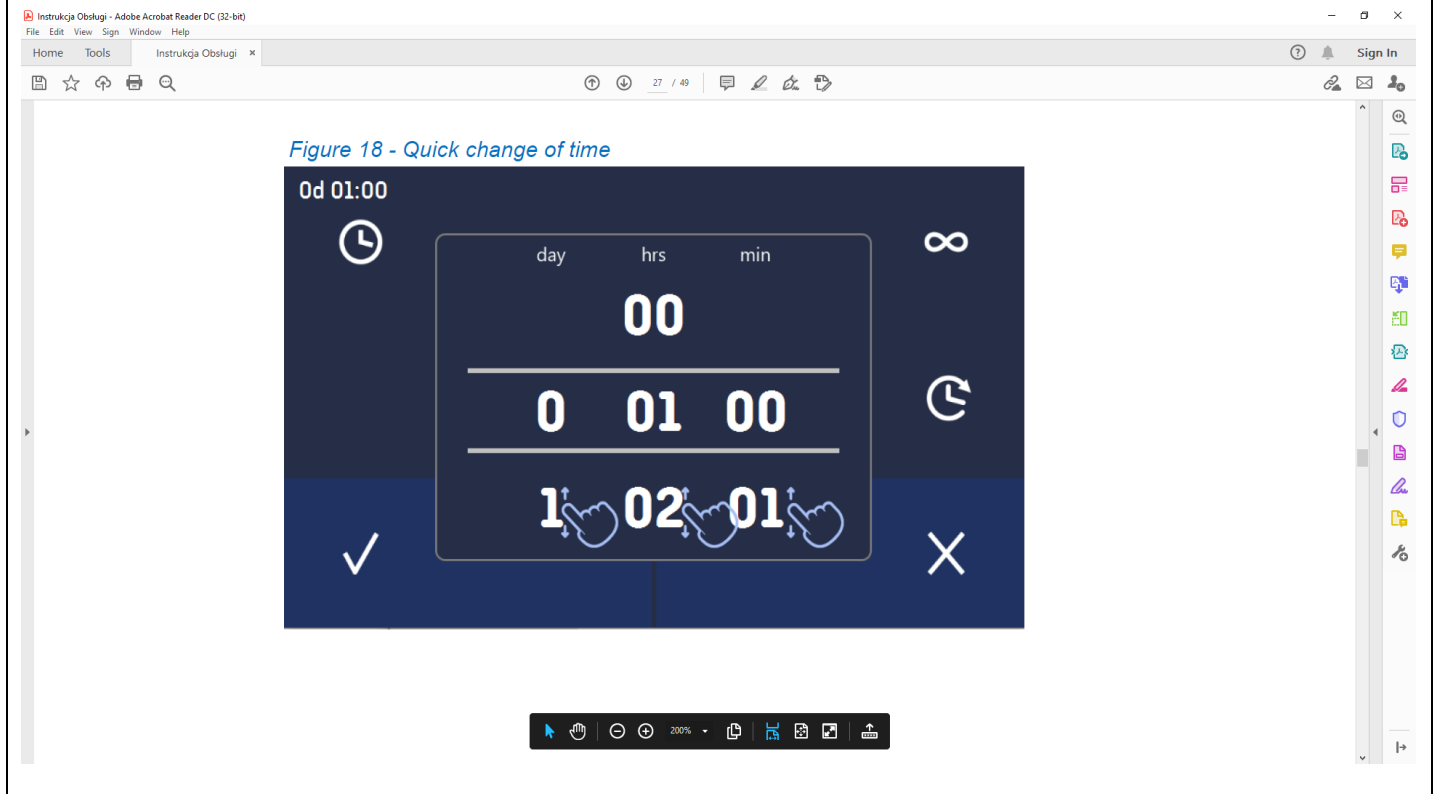 Instrukcja Obsługi - Adobe Acrobat Reader DC (32-bit)
File Edit View Sign Window Help
Home Tools Instrukcja Obsługi × Sign In
27 / 49
Figure 18 - Quick change of time
0d 01:00
day hrs min
00
0 01 00
1 02 01
200%